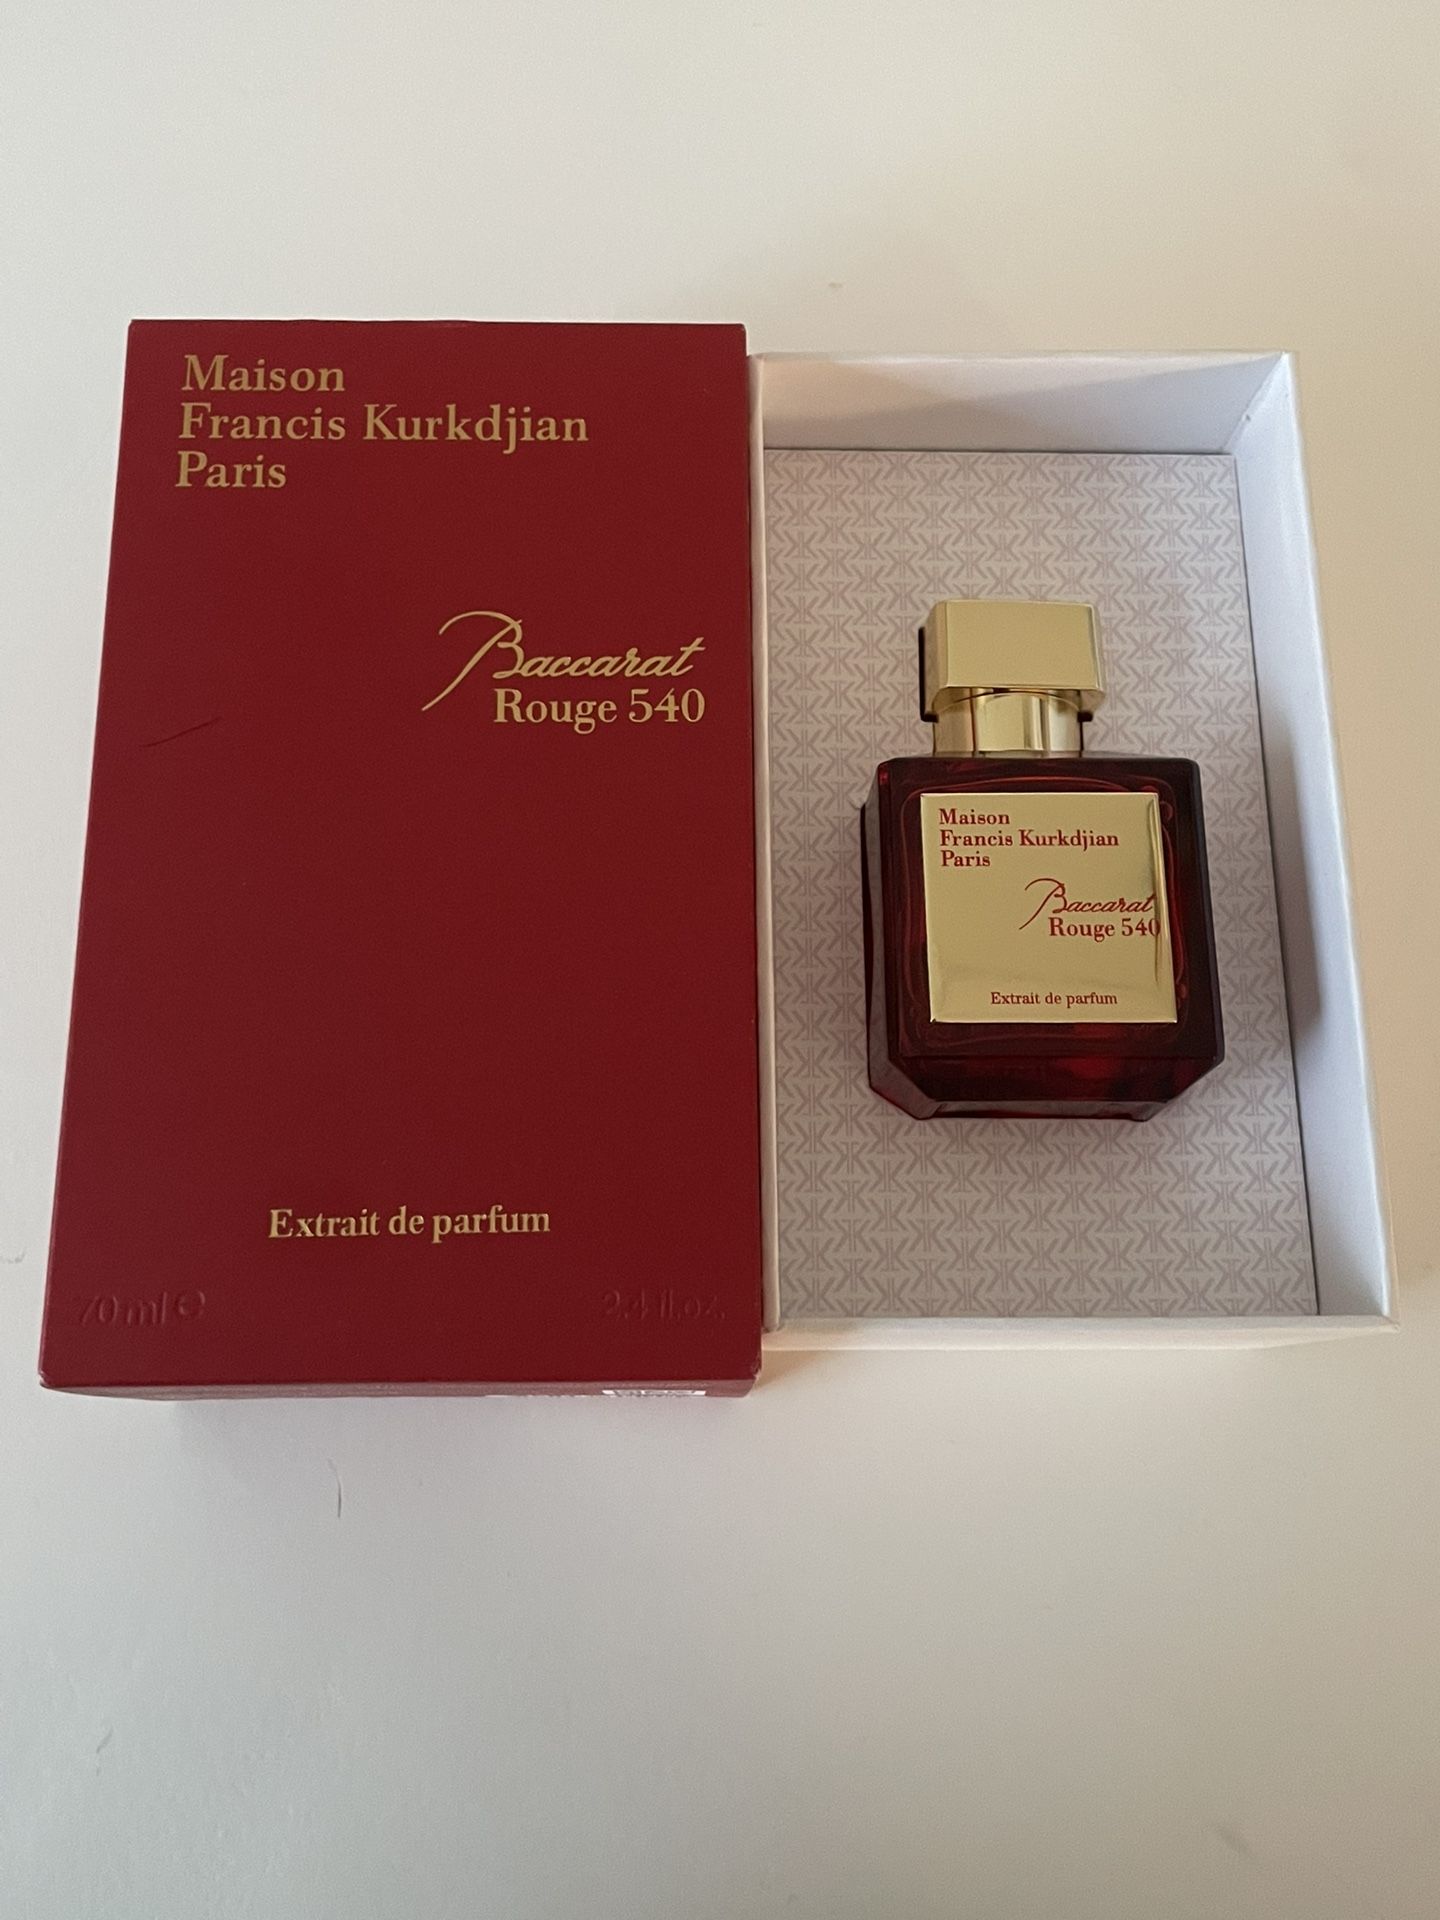 Maison
Francis Kurkdjian
Paris
Baccarat
Rouge 540
Extrait de parfum
70 ml ℮
2.4 fl.oz.
Maison
Francis Kurkdjian
Paris
Baccarat
Rouge 540
Extrait de parfum